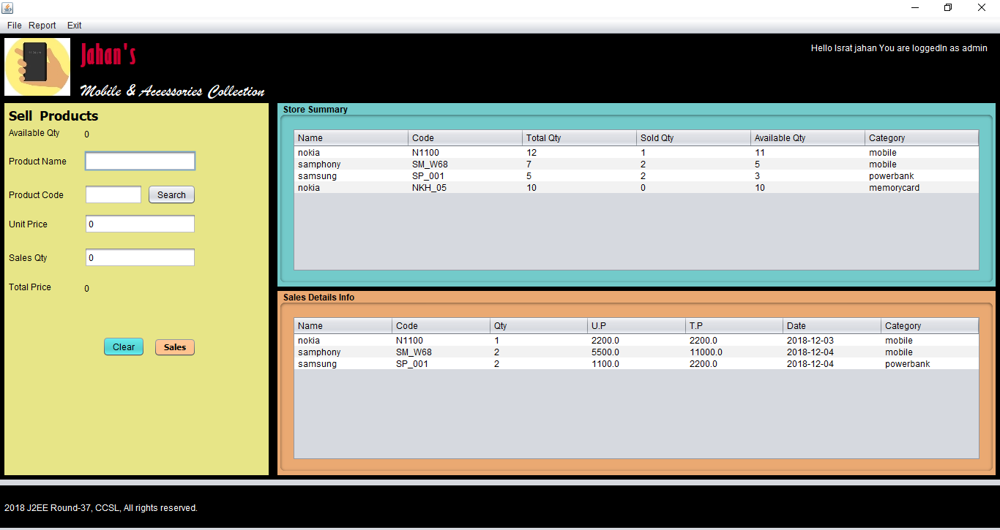 File Report Exit
Jahan's
Hello Israt jahan You are loggedIn as admin
Mobile & Accessories Collection
Sell Products
Available Qty 0
Product Name
Product Code Search
Unit Price 0
Sales Qty 0
Total Price 0
Clear Sales
Store Summary
Name Code Total Qty Sold Qty Available Qty Category
nokia N1100 12 1 11 mobile
samphony SM_W68 7 2 5 mobile
samsung SP_001 5 2 3 powerbank
nokia NKH_05 10 0 10 memorycard
Sales Details Info
Name Code Qty U.P T.P Date Category
nokia N1100 1 2200.0 2200.0 2018-12-03 mobile
samphony SM_W68 2 5500.0 11000.0 2018-12-04 mobile
samsung SP_001 2 1100.0 2200.0 2018-12-04 powerbank
2018 J2EE Round-37, CCSL, All rights reserved.